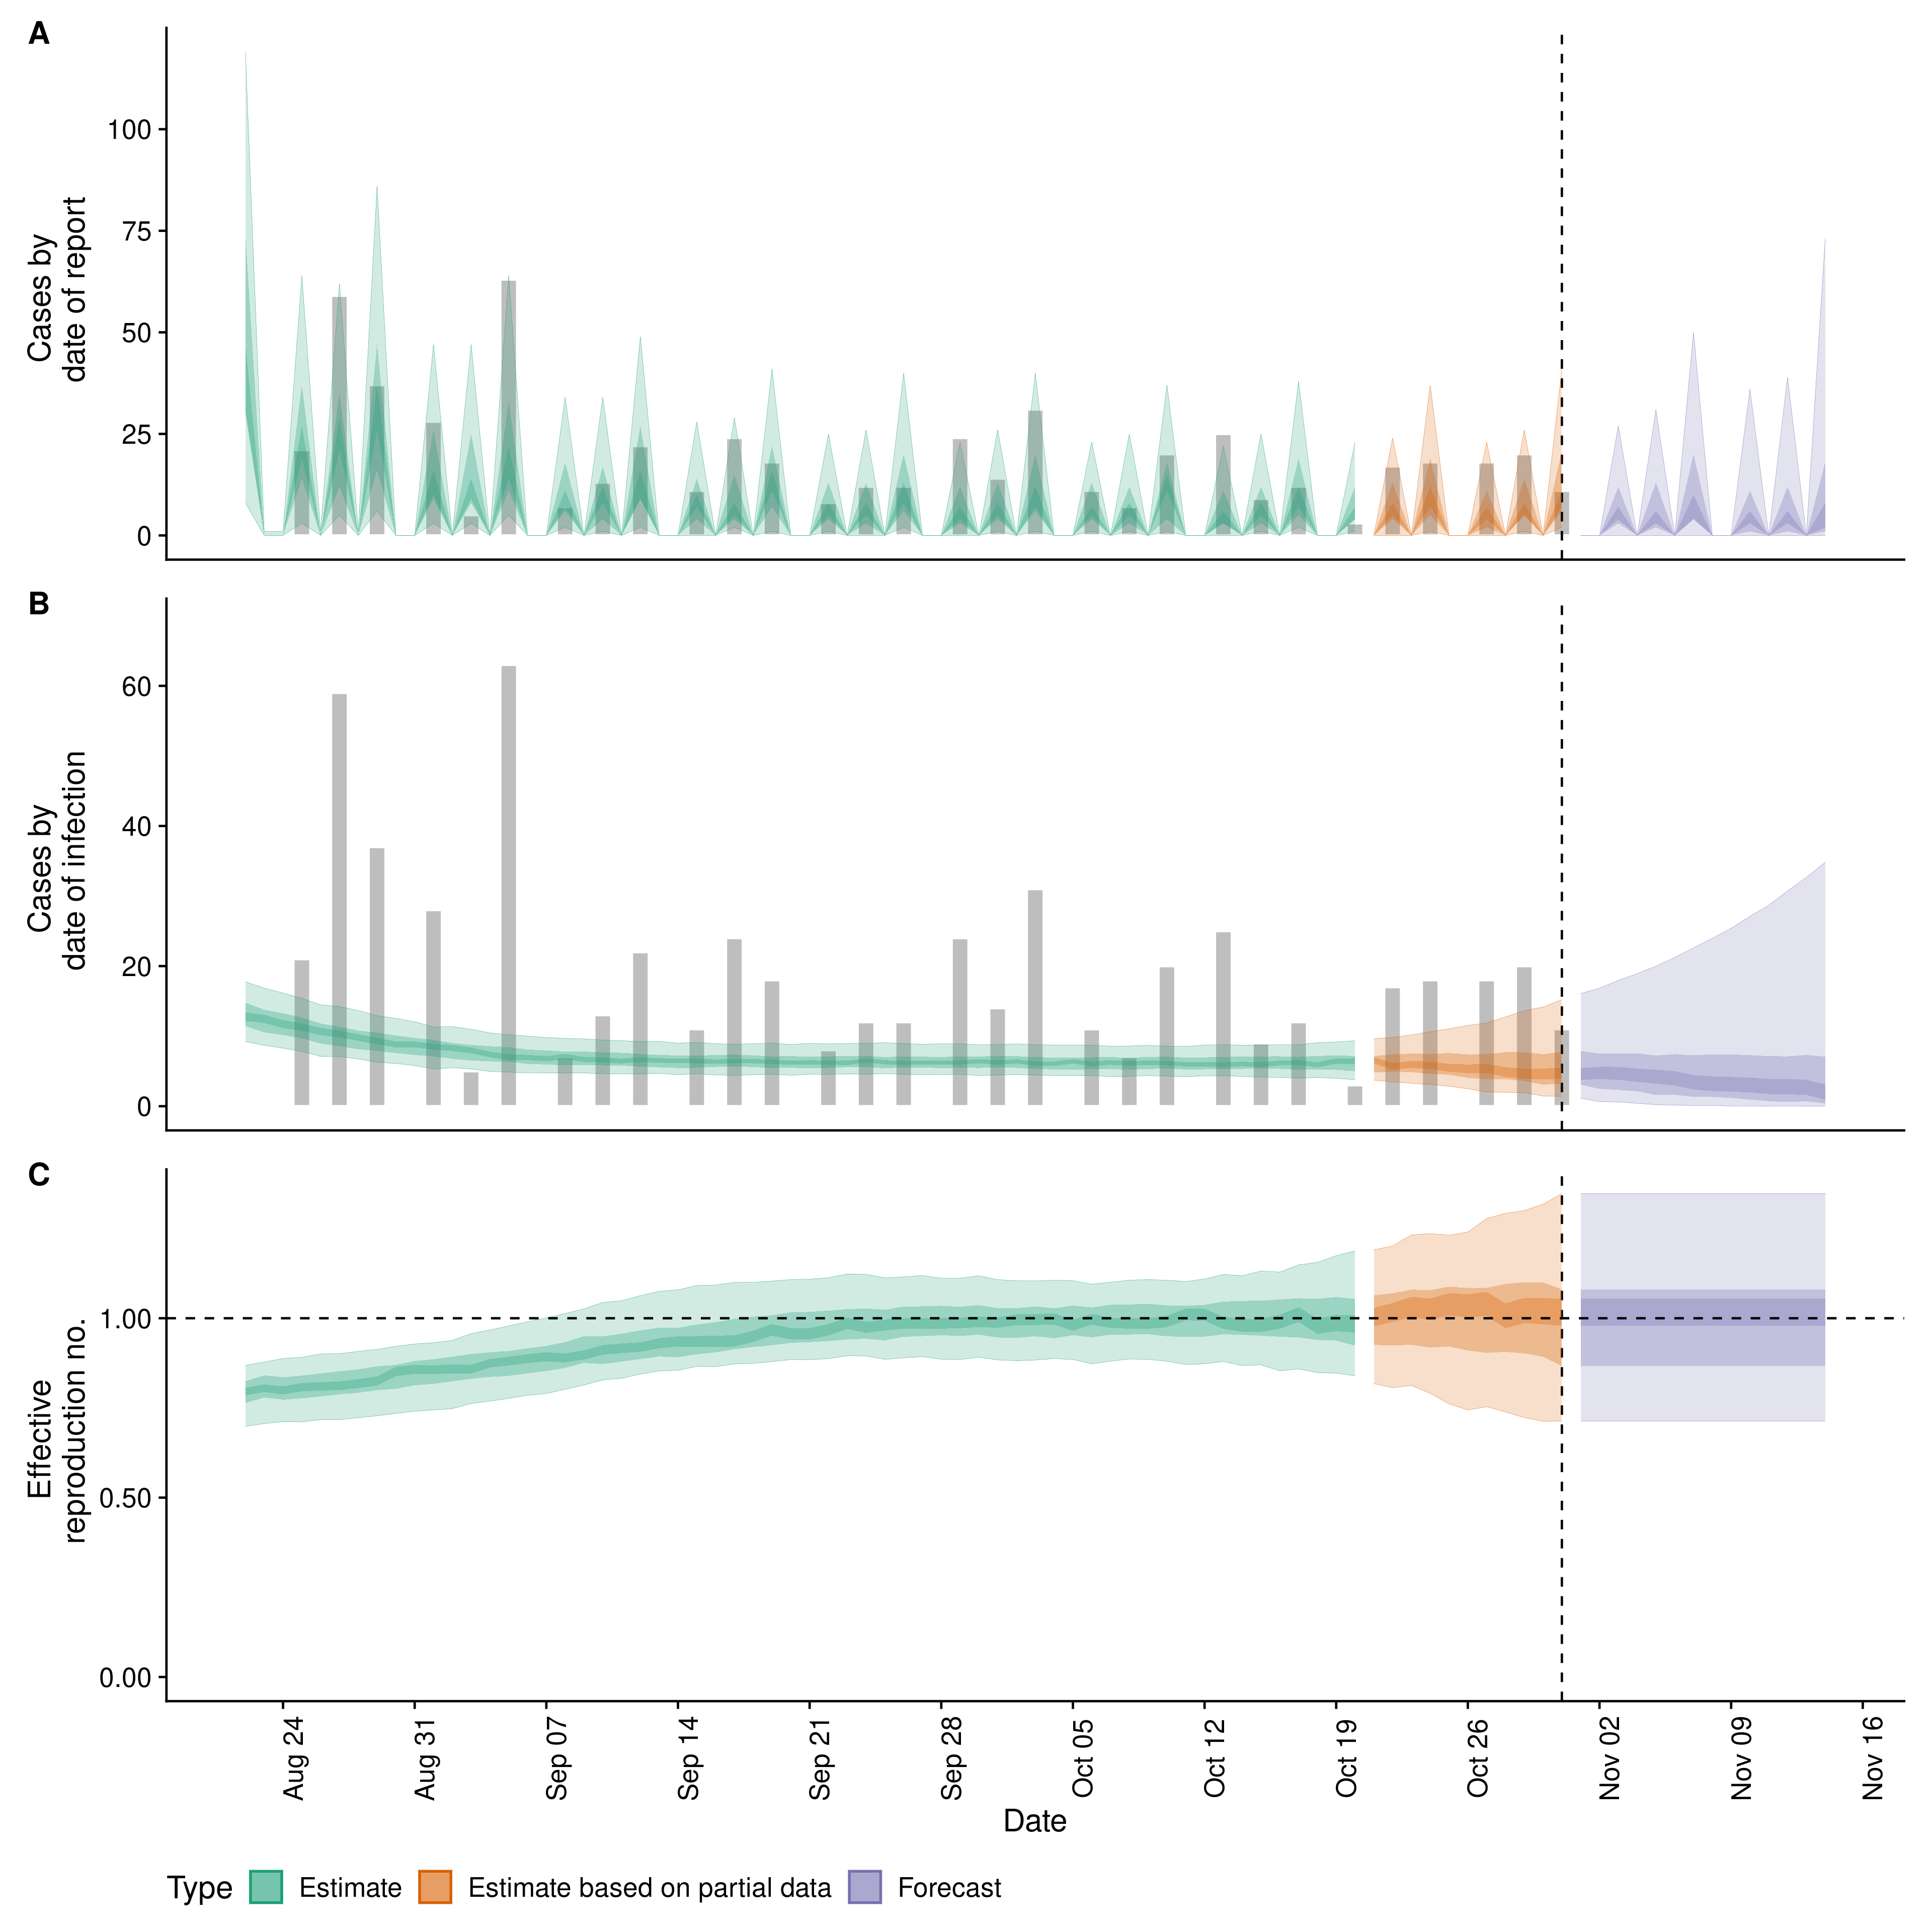 A
Cases by
date of report
100
75
50
25
0
B
Cases by
date of infection
60
40
20
0
C
Effective
reproduction no.
1.00
0.50
0.00
Aug 24
Aug 31
Sep 07
Sep 14
Sep 21
Sep 28
Oct 05
Oct 12
Oct 19
Oct 26
Nov 02
Nov 09
Nov 16
Date
Type
Estimate
Estimate based on partial data
Forecast